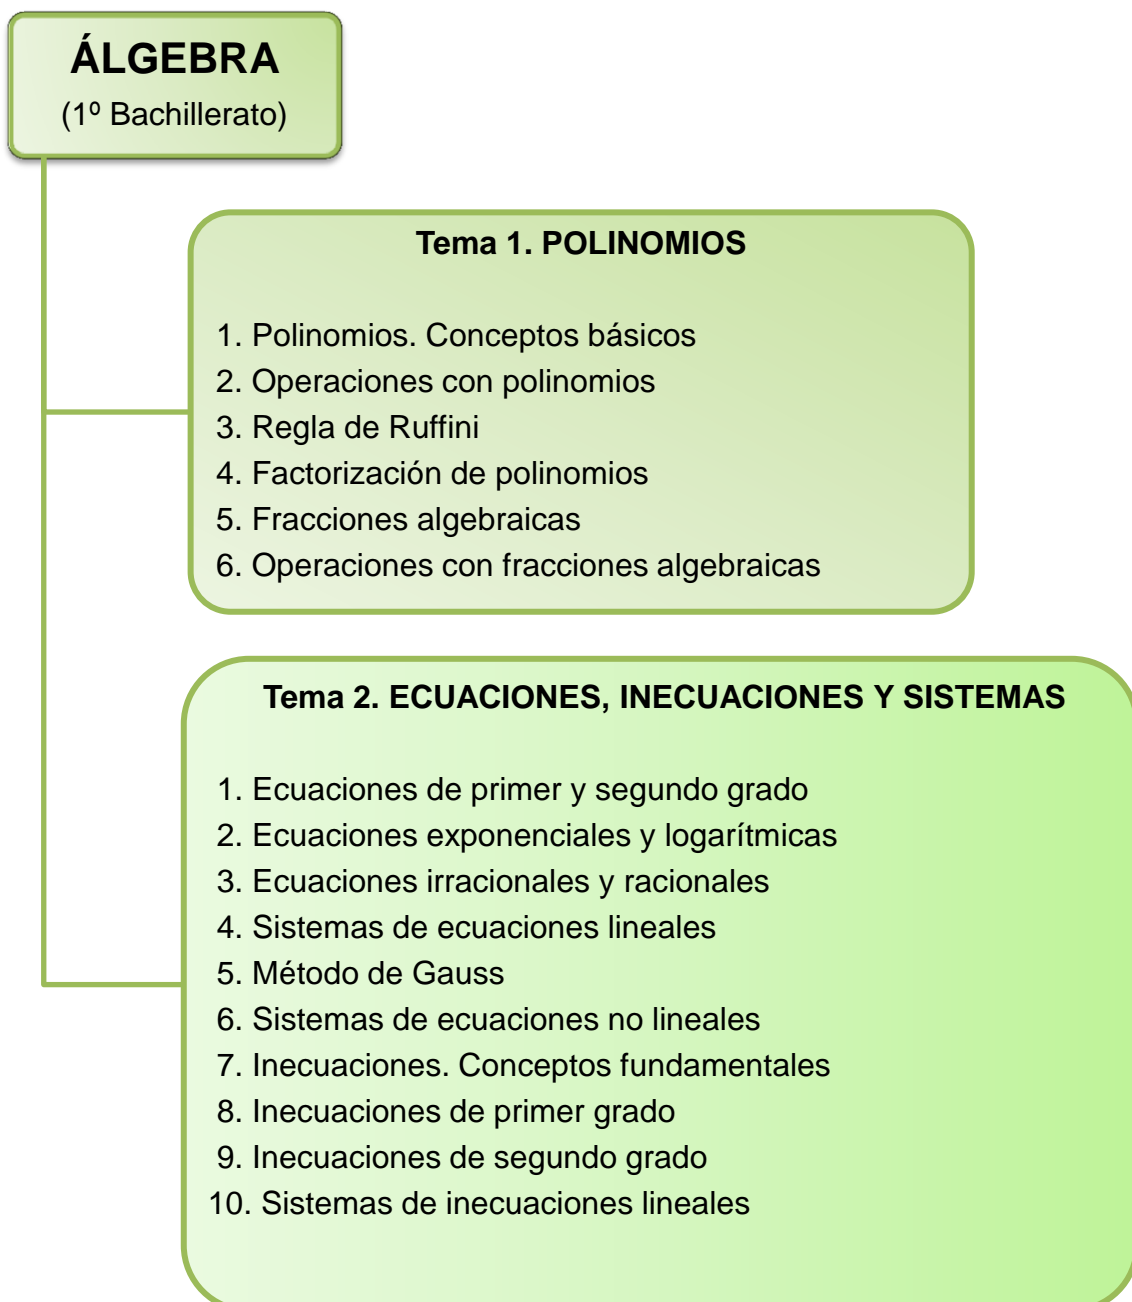 ÁLGEBRA
(1º Bachillerato)
Tema 1. POLINOMIOS
1. Polinomios. Conceptos básicos
2. Operaciones con polinomios
3. Regla de Ruffini
4. Factorización de polinomios
5. Fracciones algebraicas
6. Operaciones con fracciones algebraicas
Tema 2. ECUACIONES, INECUACIONES Y SISTEMAS
1. Ecuaciones de primer y segundo grado
2. Ecuaciones exponenciales y logarítmicas
3. Ecuaciones irracionales y racionales
4. Sistemas de ecuaciones lineales
5. Método de Gauss
6. Sistemas de ecuaciones no lineales
7. Inecuaciones. Conceptos fundamentales
8. Inecuaciones de primer grado
9. Inecuaciones de segundo grado
10. Sistemas de inecuaciones lineales